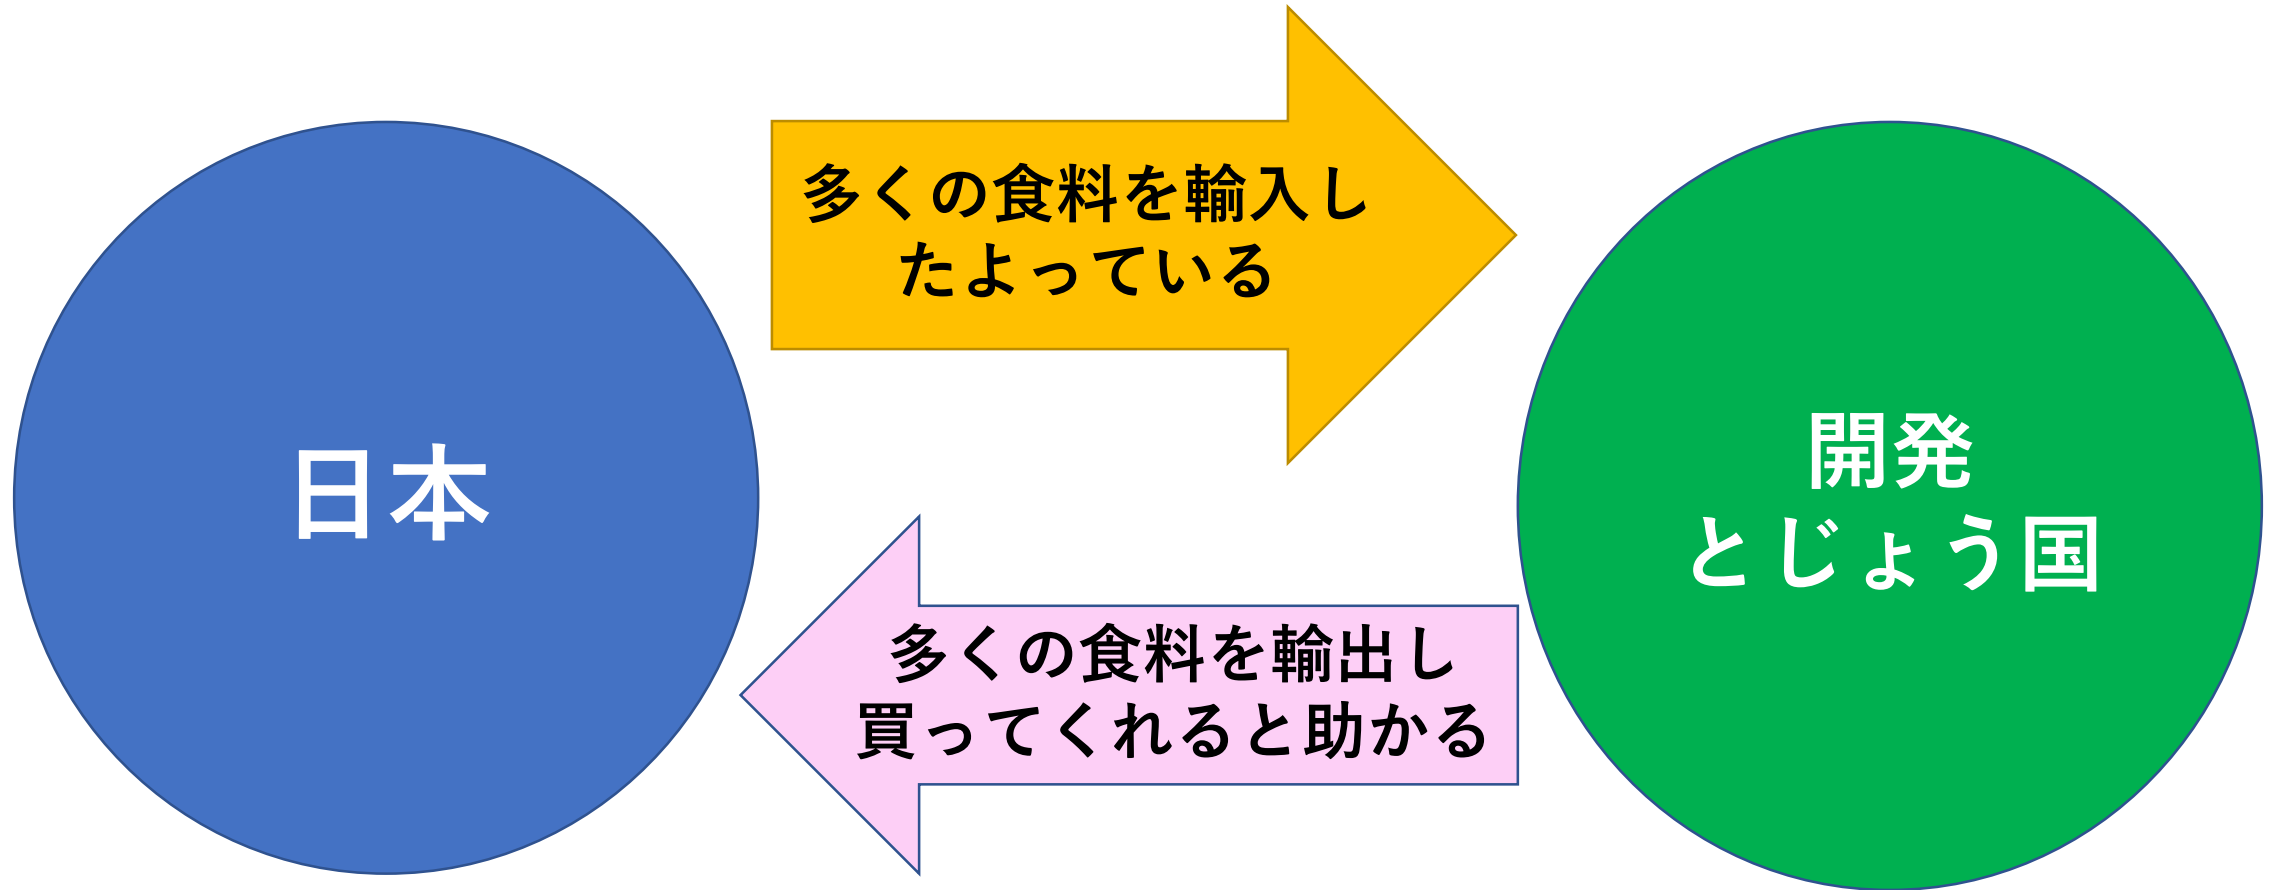 日本
多くの食料を輸入し
たよっている
多くの食料を輸出し
買ってくれると助かる
開発
とじょう国